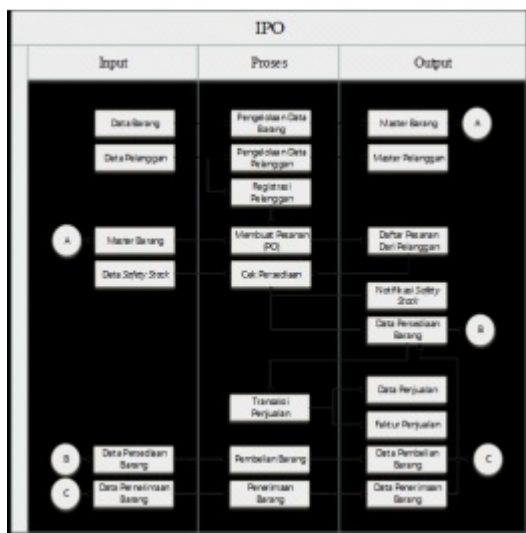 IPO
Input
Proses
Output
Data Barang
Pengelolaan Data
Barang
Master Barang
A
Data Pelanggan
Pengelolaan Data
Pelanggan
Master Pelanggan
Registrasi
Pelanggan
A
Master Barang
Membuat Pesanan
(PO)
Daftar Pesanan
Dari Pelanggan
Data Safety Stock
Cek Persediaan
Notifikasi Safety
Stock
Data Persediaan
Barang
B
Transaksi
Penjualan
Data Penjualan
Faktur Penjualan
B
Data Persediaan
Barang
Pembelian Barang
Data Pembelian
Barang
C
C
Data Penerimaan
Barang
Penerimaan
Barang
Data Penerimaan
Barang